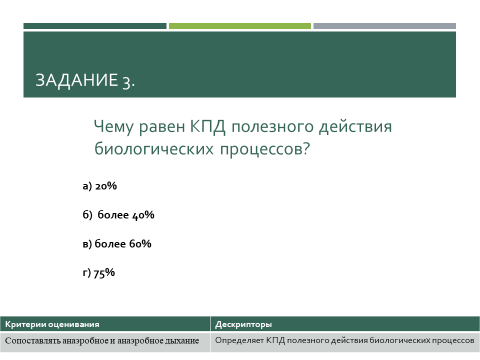 ЗАДАНИЕ 3.
Чему равен КПД полезного действия
биологических процессов?
а) 20%
б) более 40%
в) более 60%
г) 75%
Критерии оценивания
Дескрипторы
Сопоставлять анаэробное и анаэробное дыхание
Определяет КПД полезного действия биологических процессов